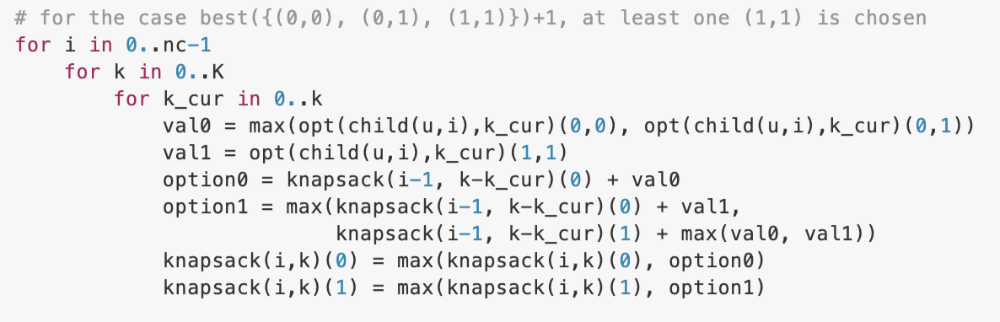 # for the case best({(0,0), (0,1), (1,1)})+1, at least one (1,1) is chosen
for i in 0..nc-1
    for k in 0..K
        for k_cur in 0..k
            val0 = max(opt(child(u,i),k_cur)(0,0), opt(child(u,i),k_cur)(0,1))
            val1 = opt(child(u,i),k_cur)(1,1)
            option0 = knapsack(i-1, k-k_cur)(0) + val0
            option1 = max(knapsack(i-1, k-k_cur)(0) + val1,
                          knapsack(i-1, k-k_cur)(1) + max(val0, val1))
            knapsack(i,k)(0) = max(knapsack(i,k)(0), option0)
            knapsack(i,k)(1) = max(knapsack(i,k)(1), option1)